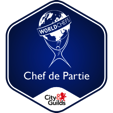 WORLDCHEFS
Chef de Partie
City &
Guilds